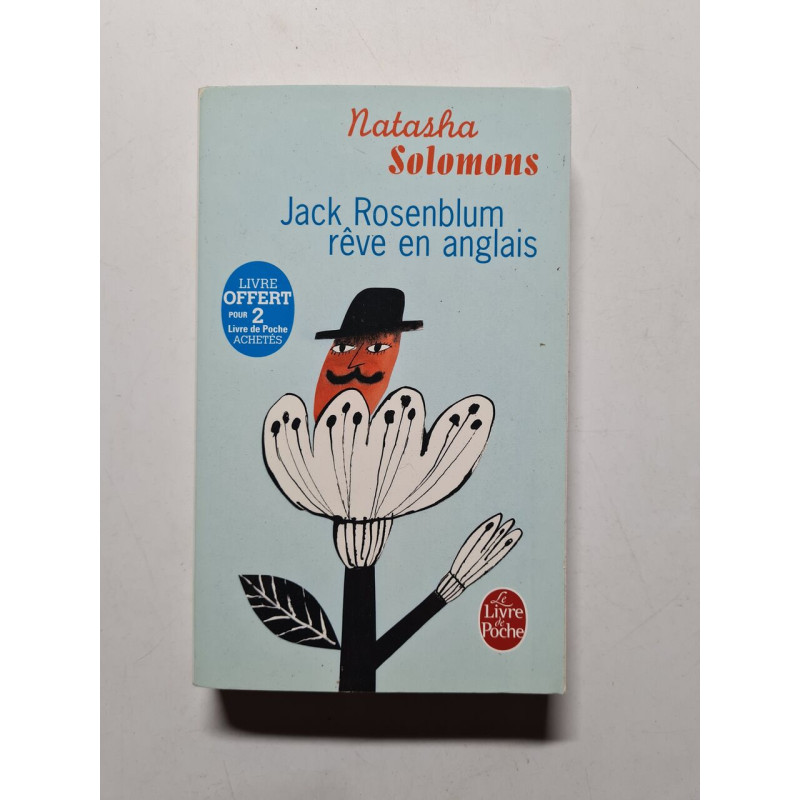 Natasha
Solomons
Jack Rosenblum
rêve en anglais
LIVRE
OFFERT
POUR 2
Livre de Poche
ACHETÉS
Le
Livre
de
Poche